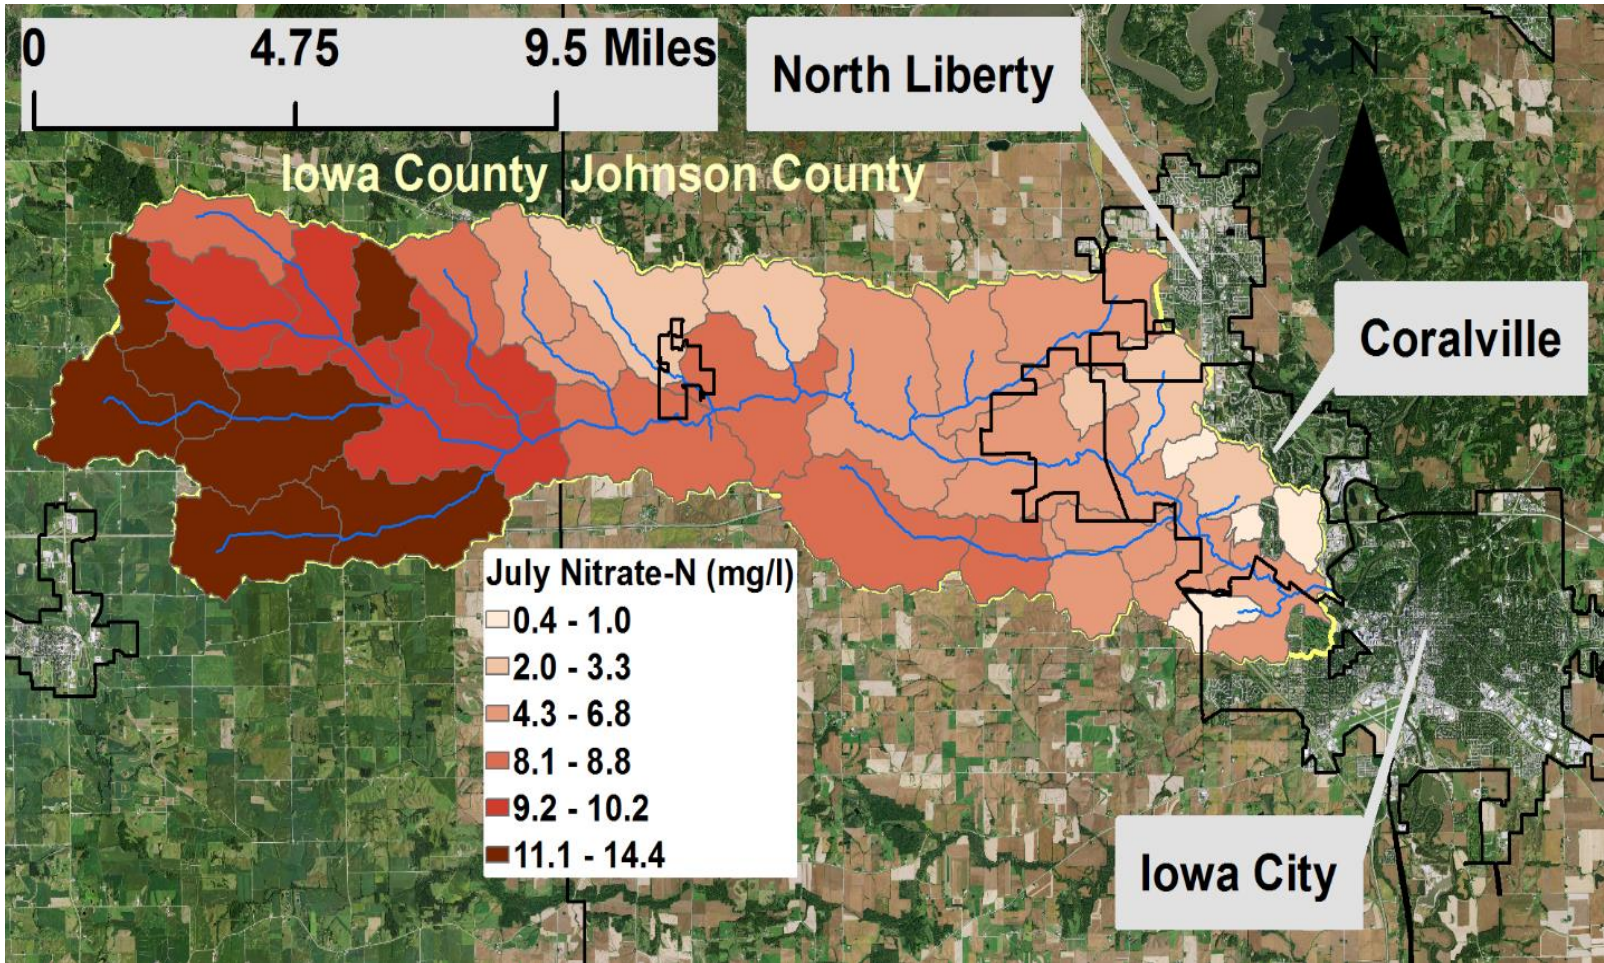 0 4.75 9.5 Miles
North Liberty
N
Iowa County Johnson County
Coralville
July Nitrate-N (mg/l)
0.4 - 1.0
2.0 - 3.3
4.3 - 6.8
8.1 - 8.8
9.2 - 10.2
11.1 - 14.4
Iowa City